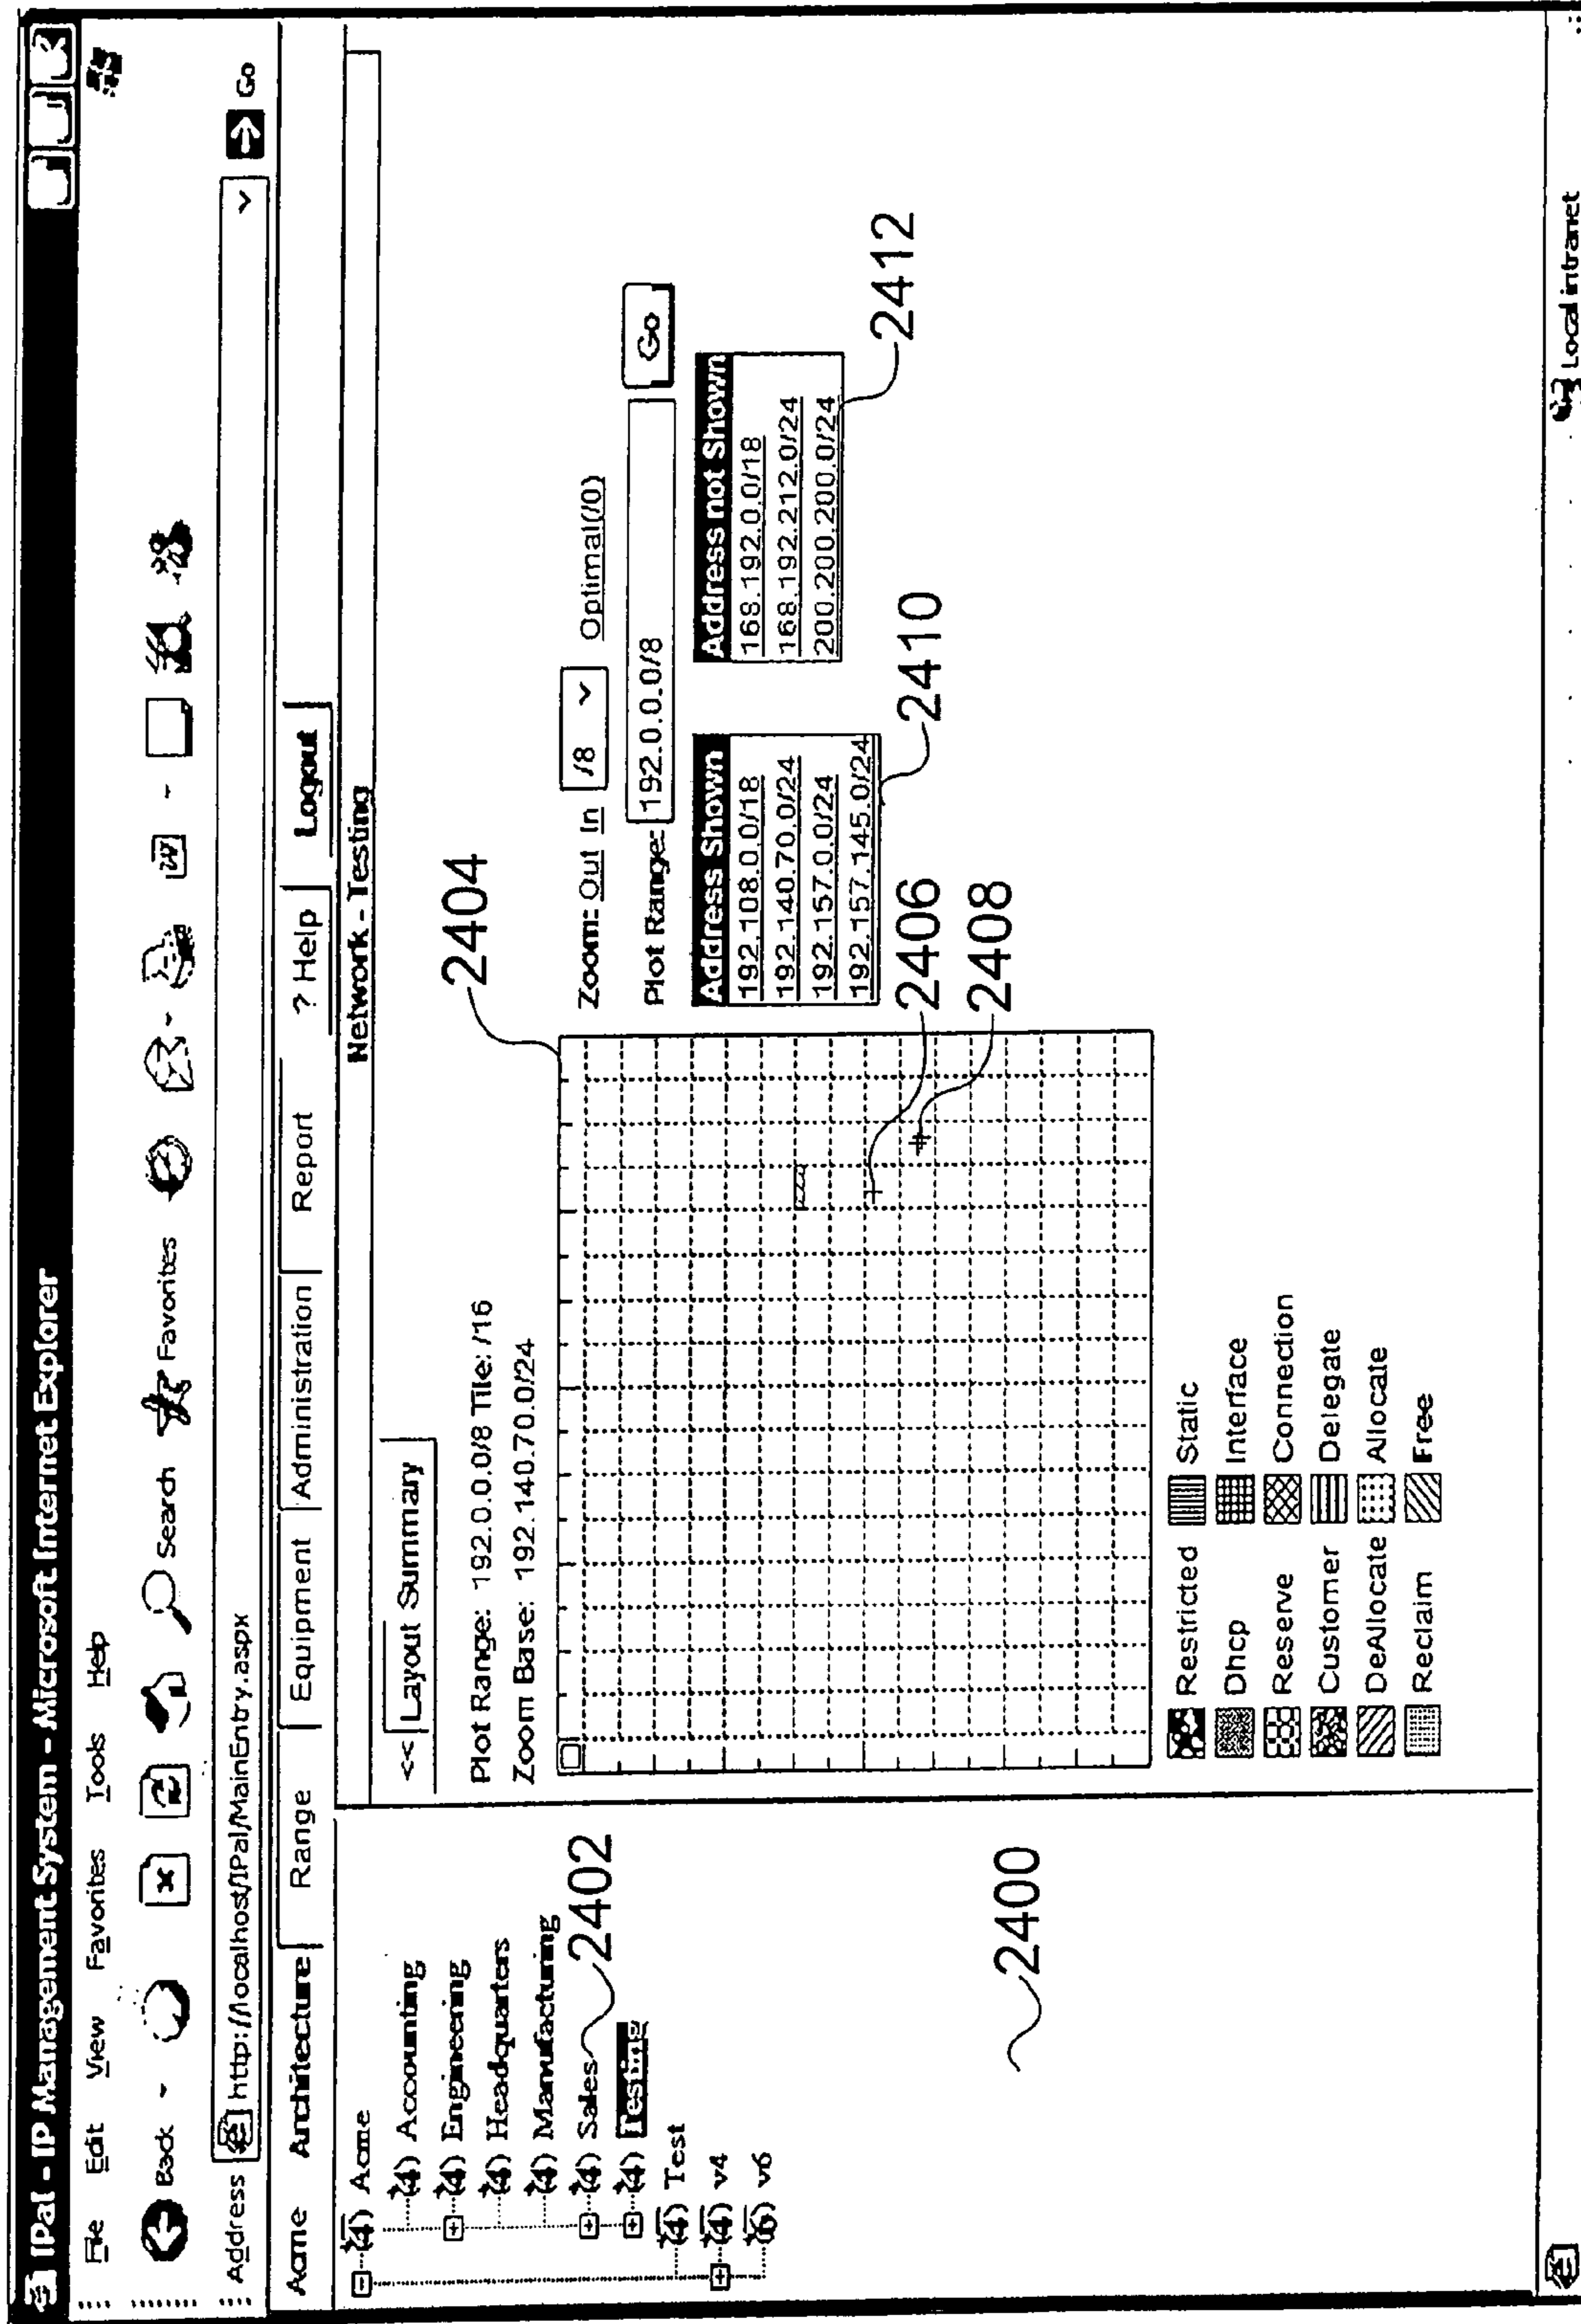 IPal - IP Management System - Microsoft Internet Explorer
File Edit View Favorites Tools Help
Back Search Favorites
Address http://localhost/IPal/MainEntry.aspx Go
Acme Architecture Range Equipment Administration Report ? Help Logout
Network - Testing
(4) Acme
(4) Accounting
(4) Engineering
(4) Headquarters
(4) Manufacturing
(4) Sales
(4) Testing
(4) Test
(4) v4
(6) v6
2402
2400
<< Layout Summary
Plot Range: 192.0.0.0/8 Tile: /16
Zoom Base: 192.140.70.0/24
2404
Zoom: Out In /8 Optimal(/0)
Plot Range: 192.0.0.0/8 Go
Address Shown
192.108.0.0/18
192.140.70.0/24
192.157.0.0/24
192.157.145.0/24
Address not Shown
168.192.0.0/18
168.192.212.0/24
200.200.200.0/24
2406
2408
2410
2412
Restricted Static
Dhcp Interface
Reserve Connection
Customer Delegate
DeAllocate Allocate
Reclaim Free
Local intranet